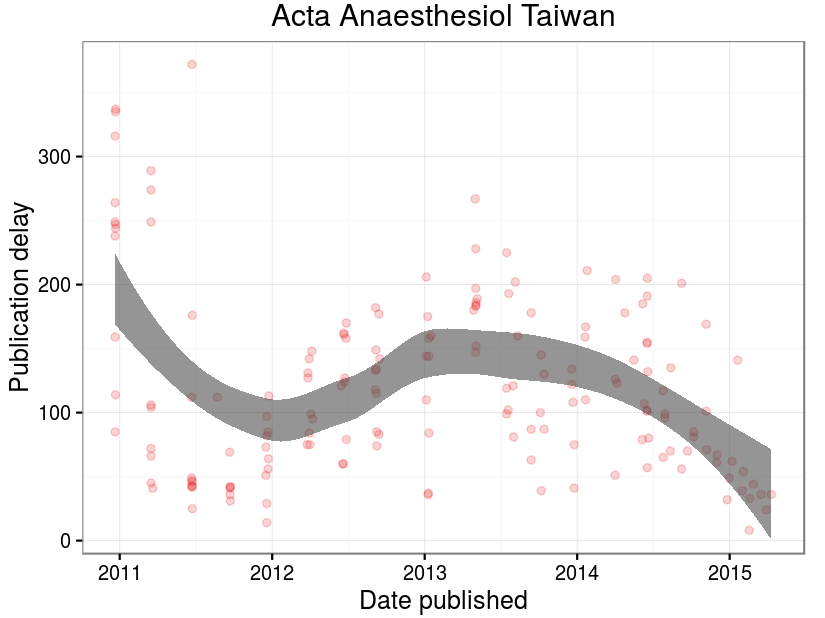 Acta Anaesthesiol Taiwan
Publication delay
300
200
100
0
2011 2012 2013 2014 2015
Date published